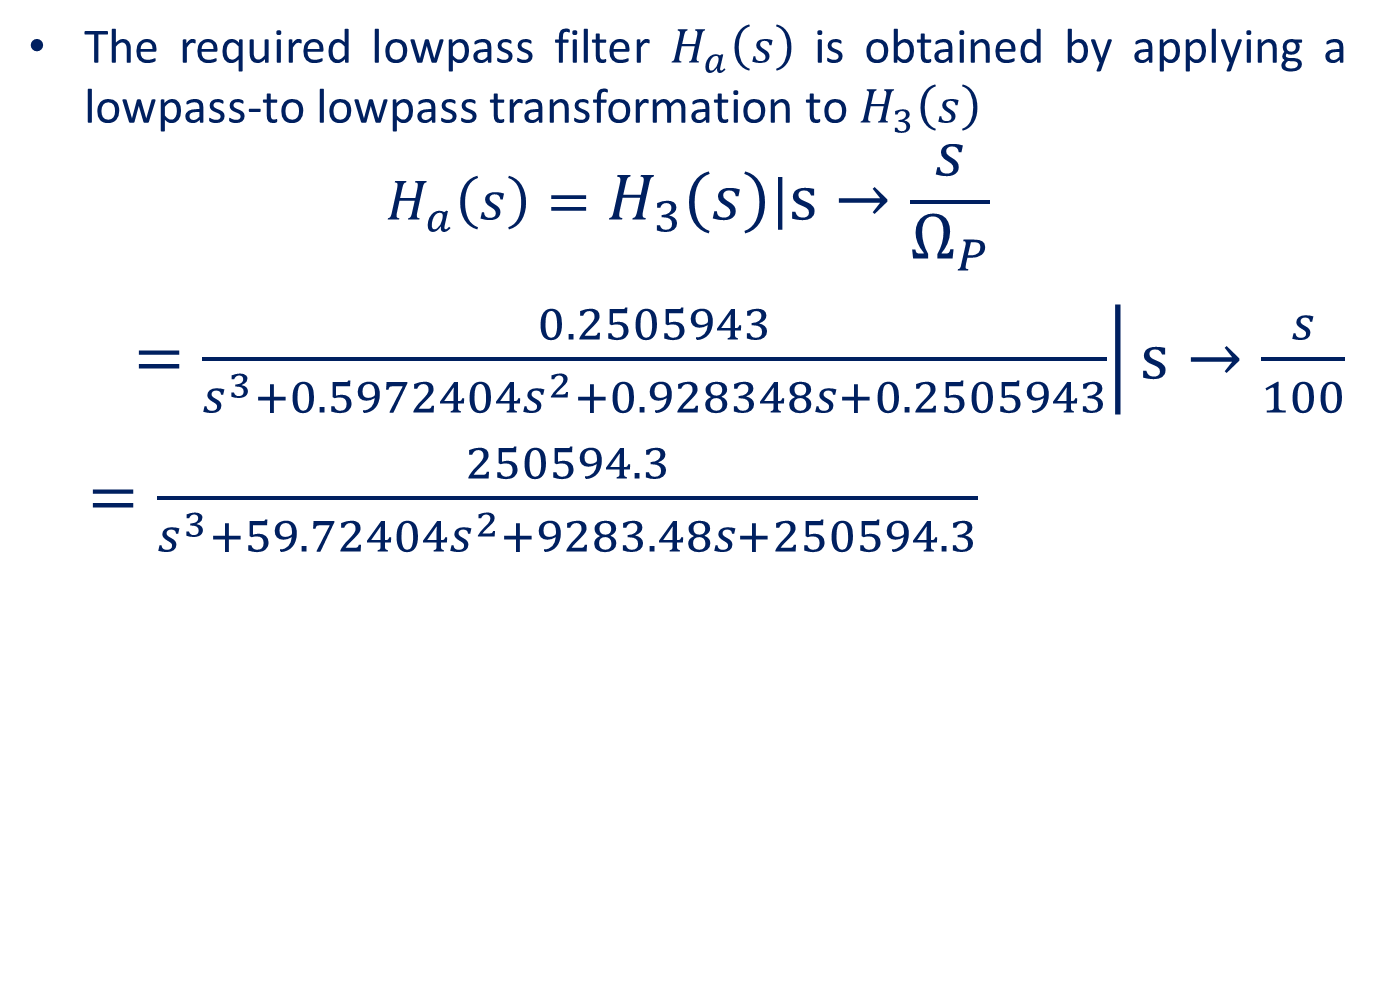 • The required lowpass filter 𝐻ₐ(𝑠) is obtained by applying a
lowpass-to lowpass transformation to 𝐻₃(𝑠)
𝐻ₐ(𝑠) = 𝐻₃(𝑠)|s → 𝑠/Ω_𝑃
= 0.2505943/(𝑠³+0.5972404𝑠²+0.928348𝑠+0.2505943)| s → 𝑠/100
= 250594.3/(𝑠³+59.72404𝑠²+9283.48𝑠+250594.3)